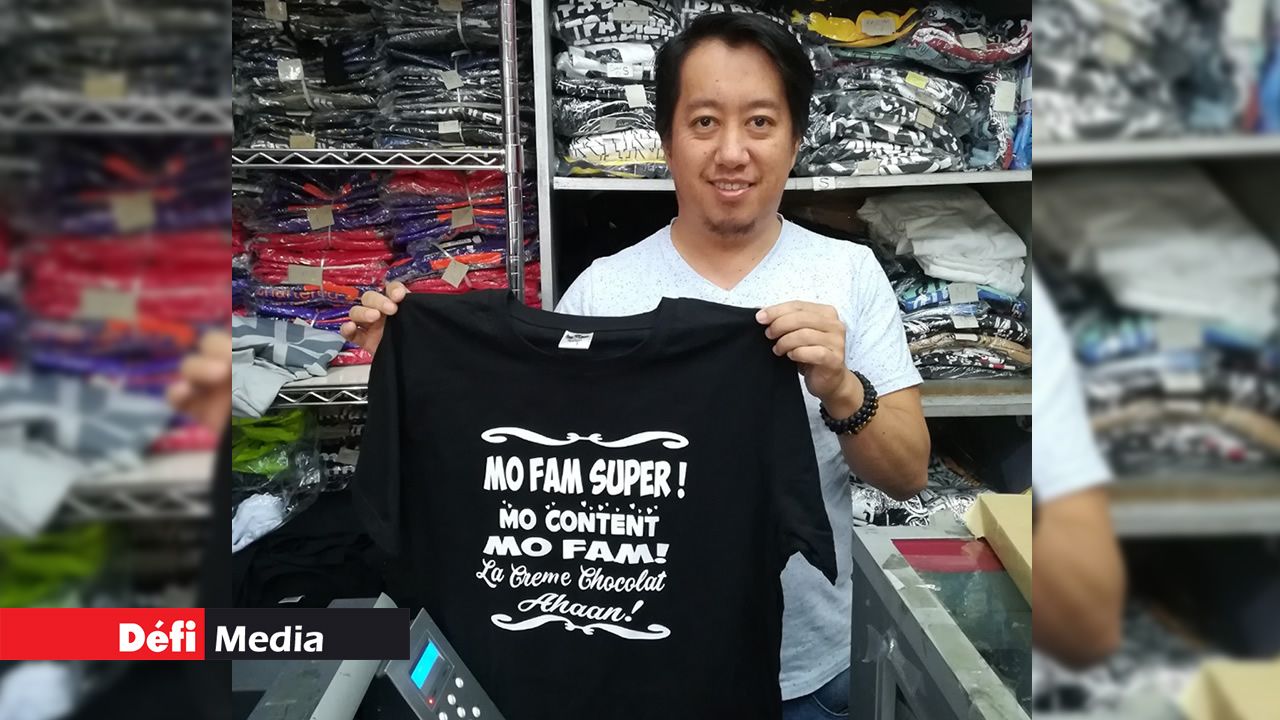 S
S
MO FAM SUPER !
MO CONTENT
MO FAM!
La Creme Chocolat
Ahaan!
Défi Media